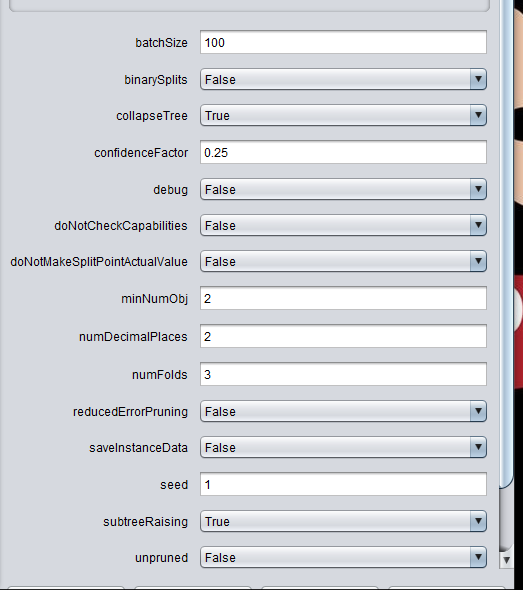 batchSize 100
binarySplits False
collapseTree True
confidenceFactor 0.25
debug False
doNotCheckCapabilities False
doNotMakeSplitPointActualValue False
minNumObj 2
numDecimalPlaces 2
numFolds 3
reducedErrorPruning False
saveInstanceData False
seed 1
subtreeRaising True
unpruned False